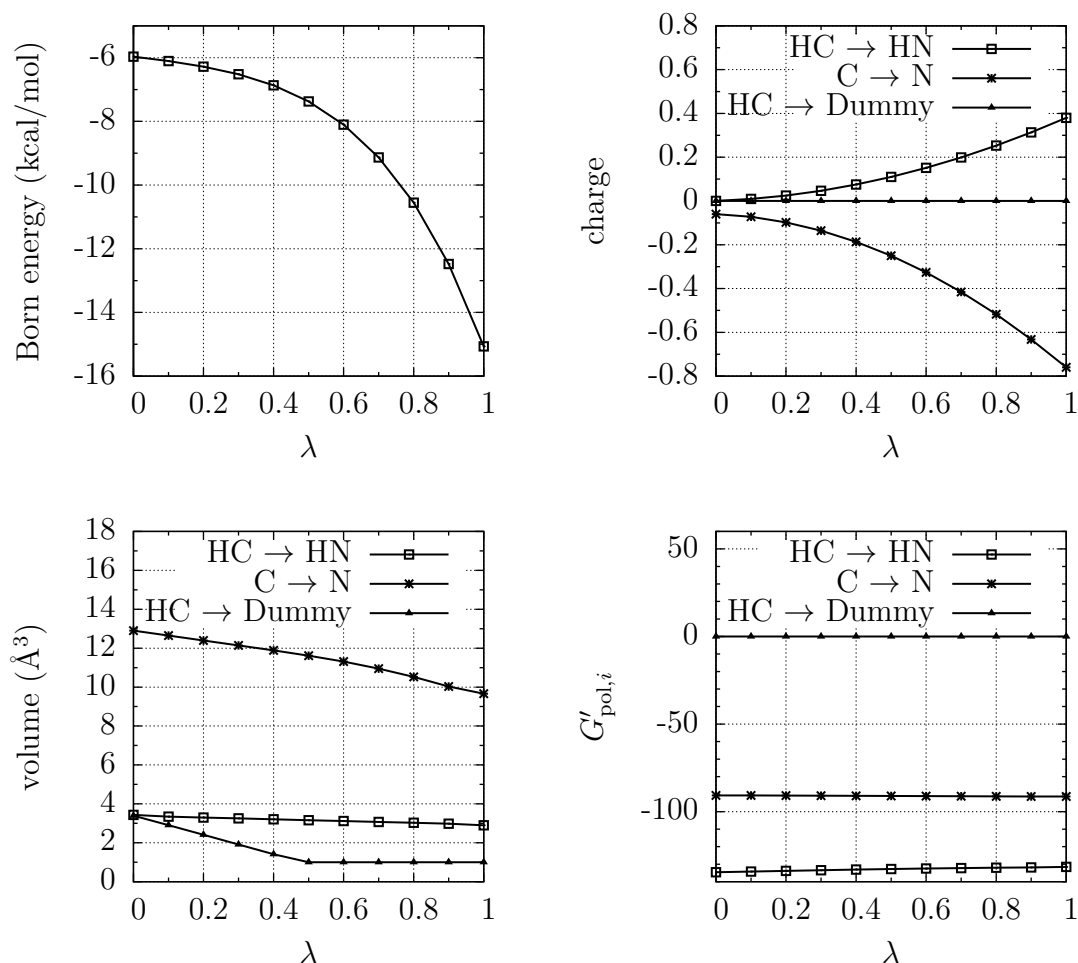 Born energy (kcal/mol)
-6
-8
-10
-12
-14
-16
0 0.2 0.4 0.6 0.8 1
λ
charge
0.8
0.6
0.4
0.2
0
-0.2
-0.4
-0.6
-0.8
HC → HN
C → N
HC → Dummy
0 0.2 0.4 0.6 0.8 1
λ
volume (Å³)
18
16
14
12
10
8
6
4
2
0
HC → HN
C → N
HC → Dummy
0 0.2 0.4 0.6 0.8 1
λ
G′pol,i
50
0
-50
-100
HC → HN
C → N
HC → Dummy
0 0.2 0.4 0.6 0.8 1
λ